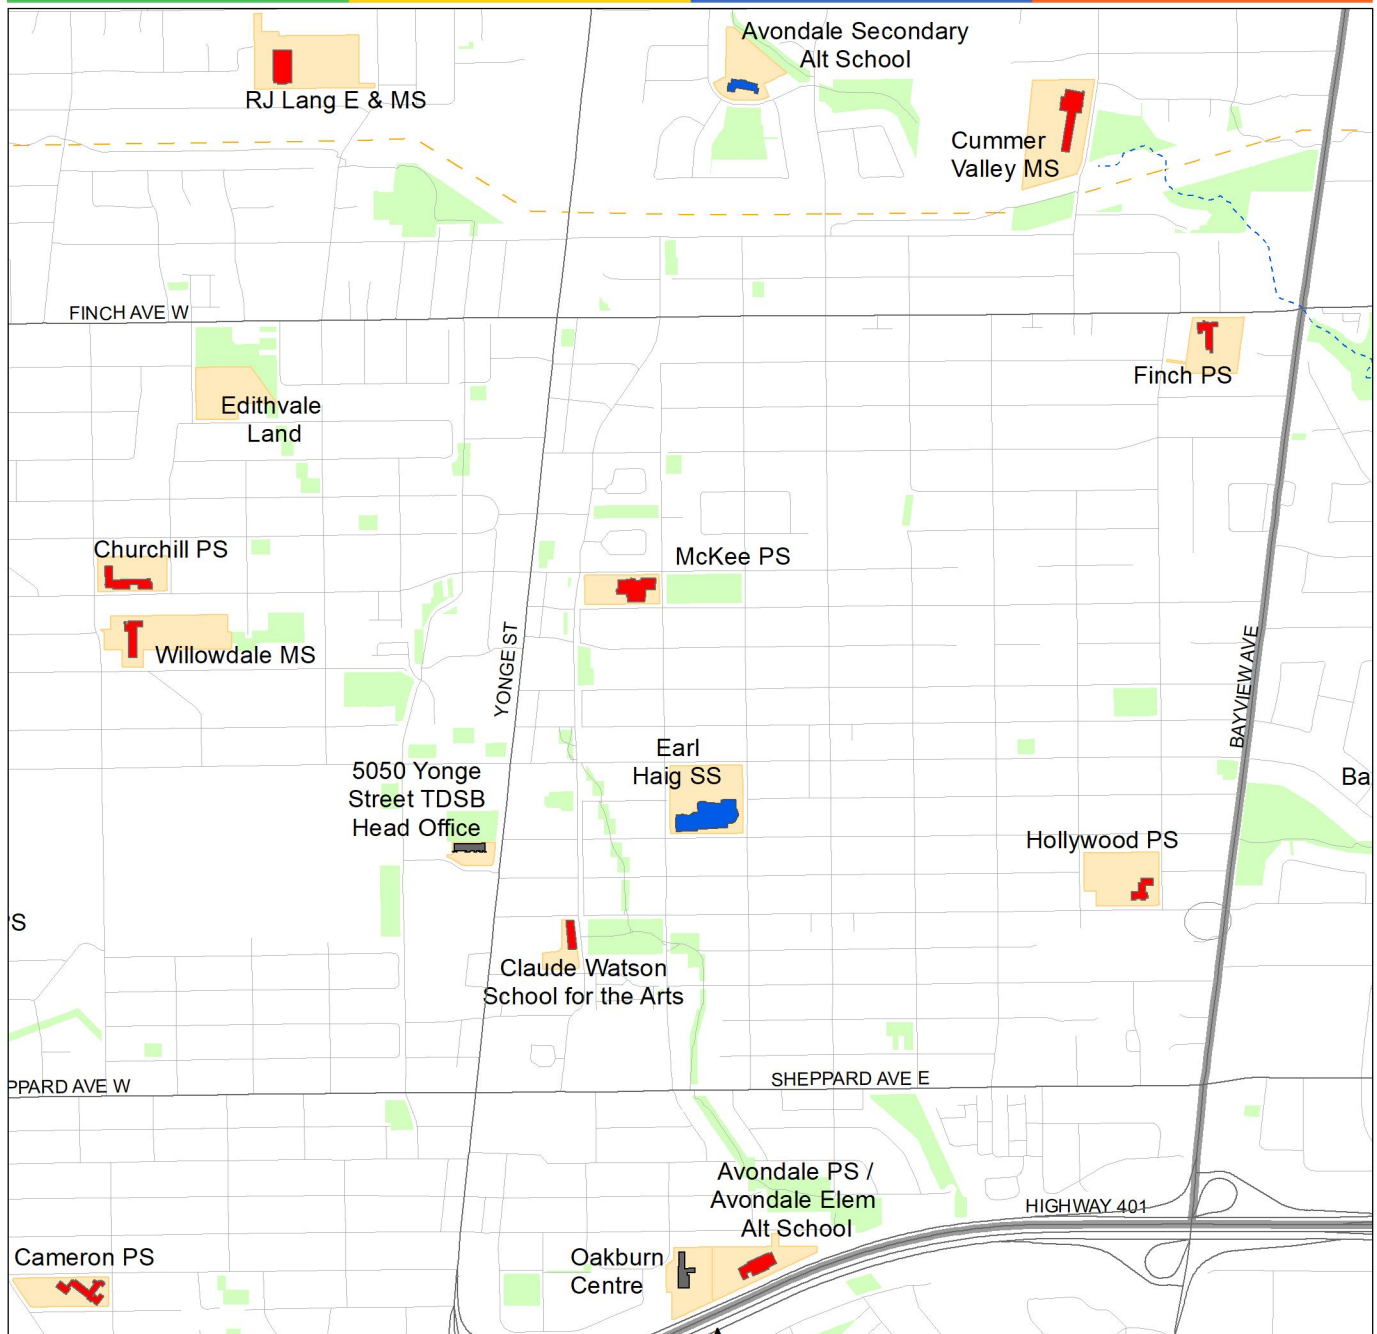 Avondale Secondary
Alt School
RJ Lang E & MS
Cummer
Valley MS
FINCH AVE W
Finch PS
Edithvale
Land
Churchill PS
McKee PS
Willowdale MS
YONGE ST
BAYVIEW AVE
Earl
Haig SS
5050 Yonge
Street TDSB
Head Office
Ba
Hollywood PS
'S
Claude Watson
School for the Arts
PPARD AVE W
SHEPPARD AVE E
Avondale PS /
Avondale Elem
Alt School
HIGHWAY 401
Cameron PS
Oakburn
Centre